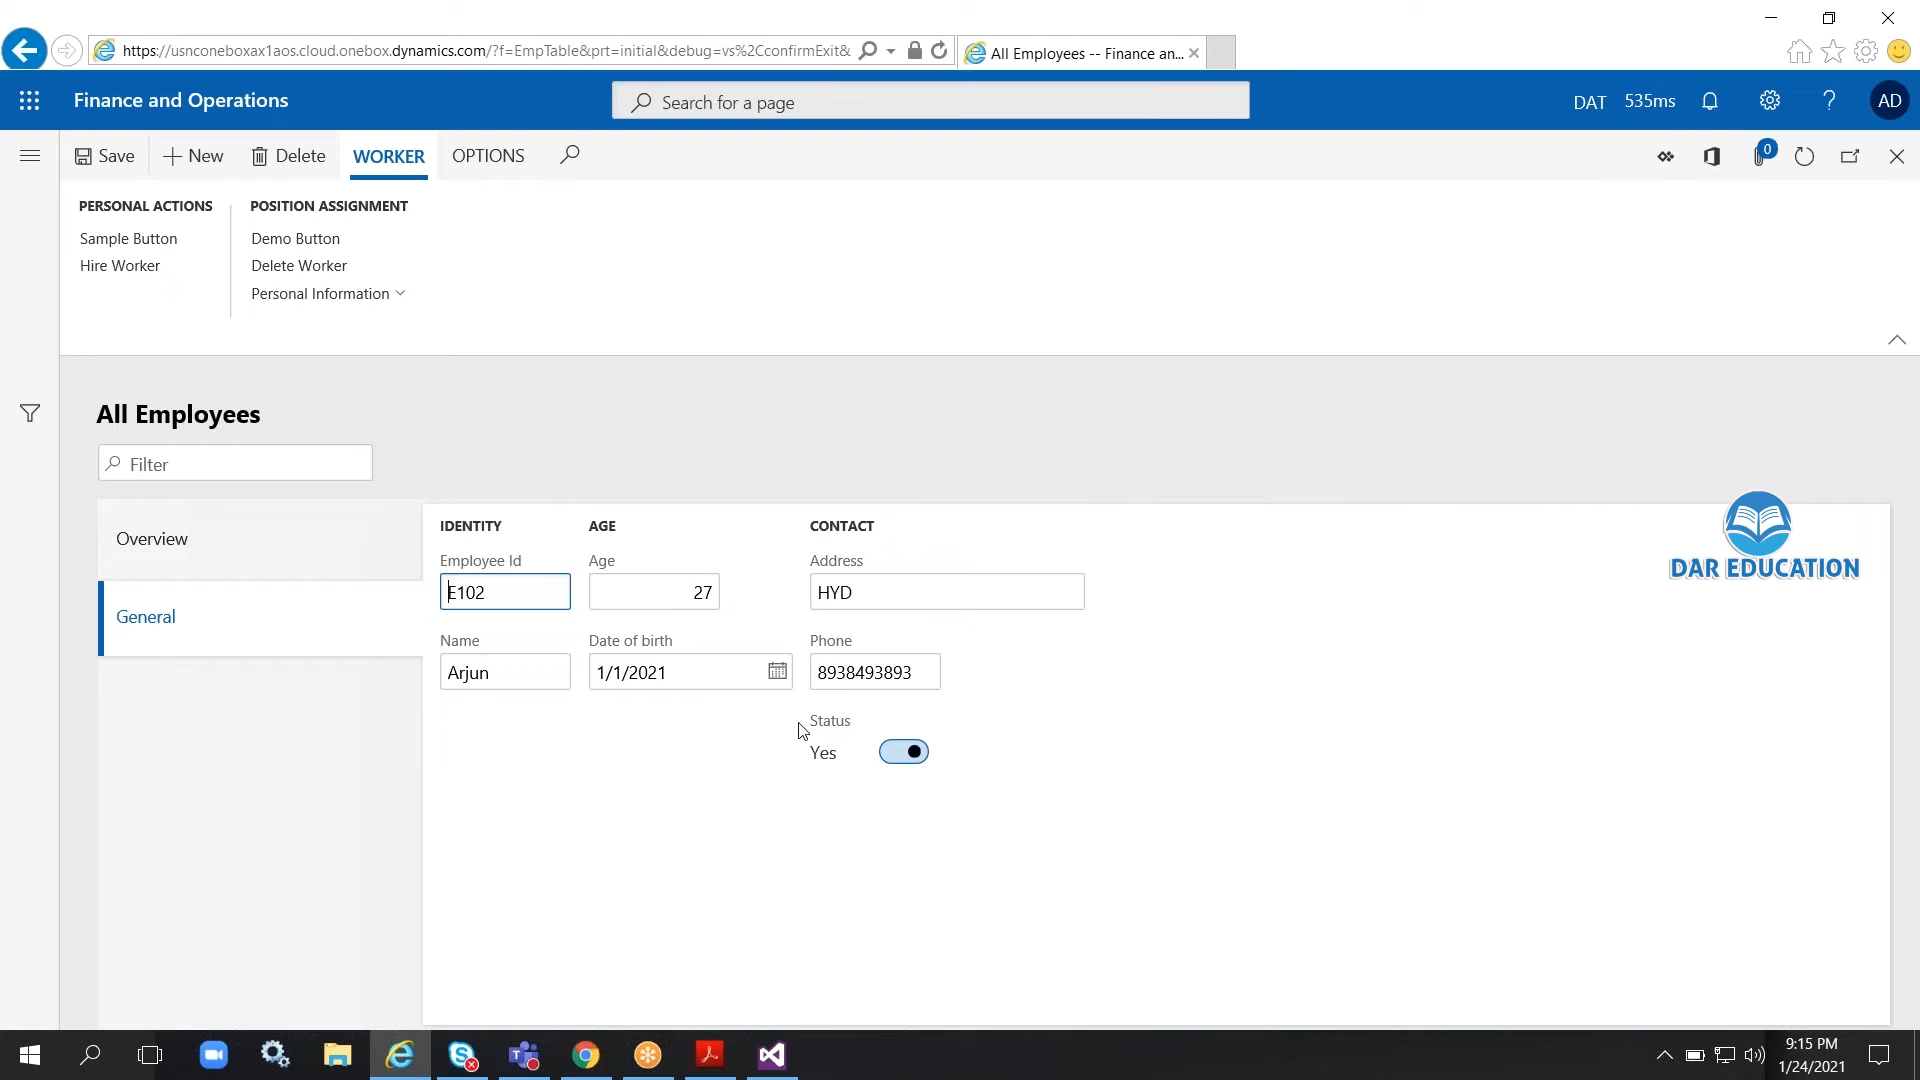 https://usnconeboxax1aos.cloud.onebox.dynamics.com/?f=EmpTable&prt=initial&debug=vs%2CconfirmExit&
All Employees -- Finance an...
Finance and Operations
Search for a page
DAT
535ms
AD
Save
New
Delete
WORKER
OPTIONS
0
PERSONAL ACTIONS
Sample Button
Hire Worker
POSITION ASSIGNMENT
Demo Button
Delete Worker
Personal Information
All Employees
Filter
Overview
General
IDENTITY
Employee Id
E102
Name
Arjun
AGE
Age
27
Date of birth
1/1/2021
CONTACT
Address
HYD
Phone
8938493893
Status
Yes
DAR EDUCATION
9:15 PM
1/24/2021